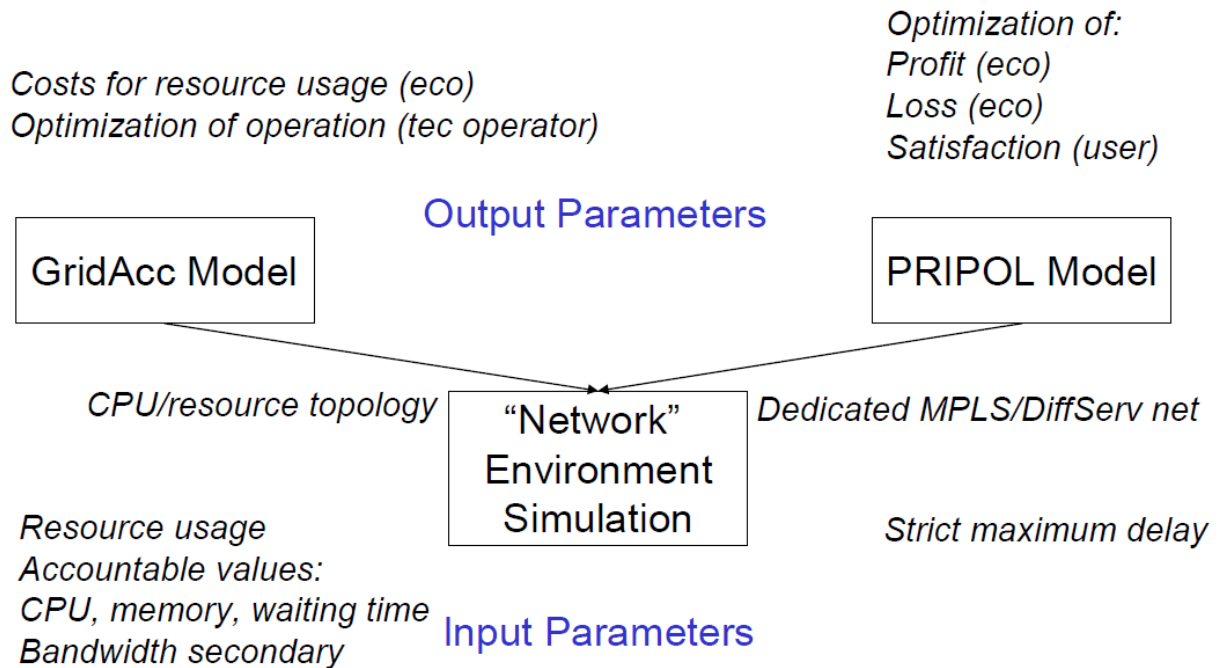 Costs for resource usage (eco)
Optimization of operation (tec operator)
Optimization of:
Profit (eco)
Loss (eco)
Satisfaction (user)
Output Parameters
GridAcc Model
PRIPOL Model
CPU/resource topology
“Network”
Environment
Simulation
Dedicated MPLS/DiffServ net
Resource usage
Accountable values:
CPU, memory, waiting time
Bandwidth secondary
Strict maximum delay
Input Parameters